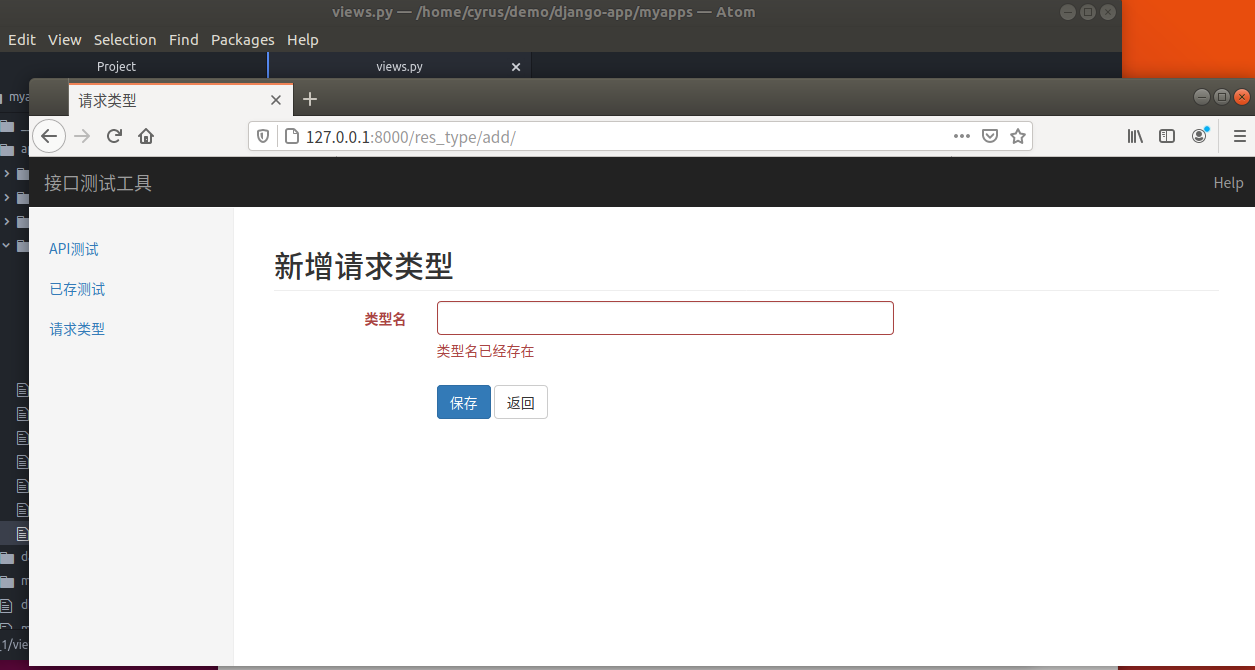 views.py — /home/cyrus/demo/django-app/myapps — Atom
Edit View Selection Find Packages Help
Project views.py
请求类型
127.0.0.1:8000/res_type/add/
接口测试工具 Help
API测试
已存测试
请求类型
新增请求类型
类型名
类型名已经存在
保存 返回